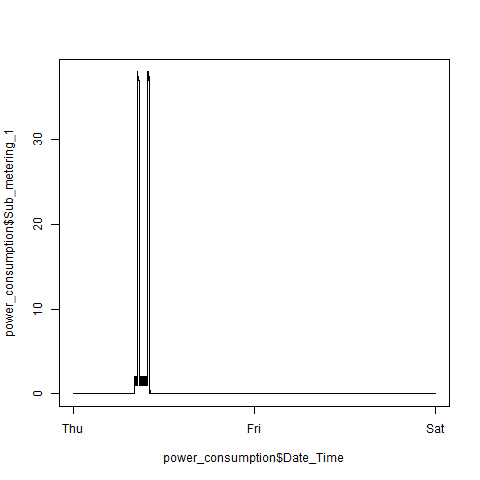 power_consumption$Sub_metering_1
30
20
10
0
Thu
Fri
Sat
power_consumption$Date_Time